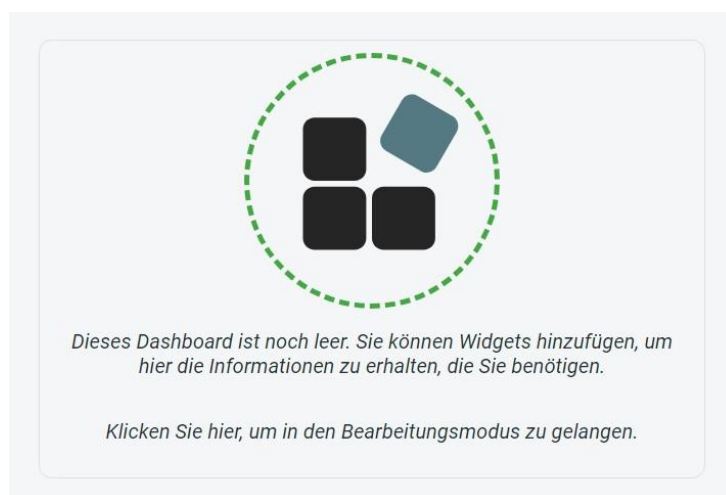 Dieses Dashboard ist noch leer. Sie können Widgets hinzufügen, um
hier die Informationen zu erhalten, die Sie benötigen.
Klicken Sie hier, um in den Bearbeitungsmodus zu gelangen.